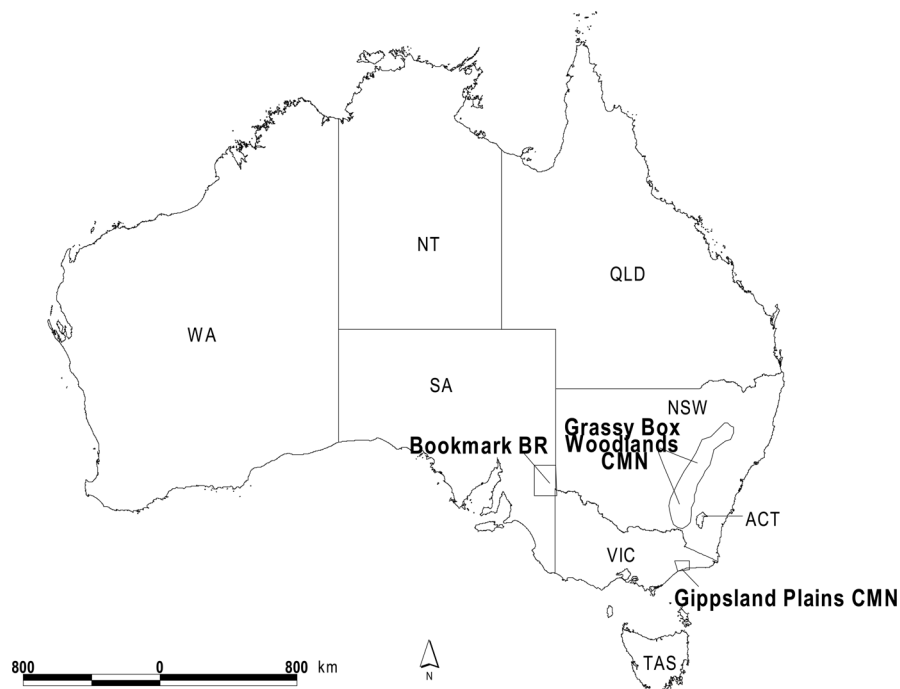 NT
QLD
WA
SA
NSW
Grassy Box
Woodlands
CMN
Bookmark BR
ACT
VIC
Gippsland Plains CMN
TAS
800 0 800 km
N